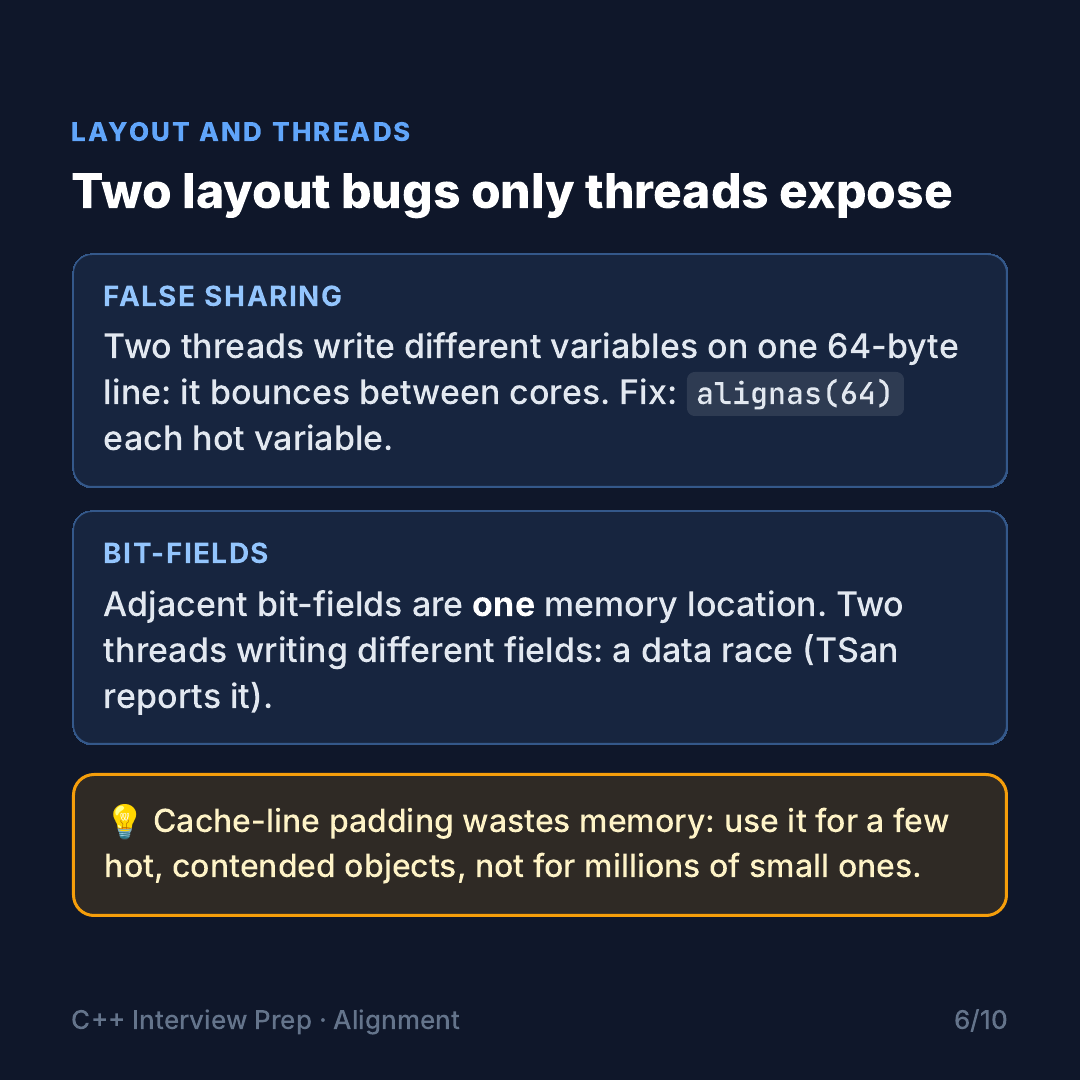 LAYOUT AND THREADS
Two layout bugs only threads expose
FALSE SHARING
Two threads write different variables on one 64-byte
line: it bounces between cores. Fix: alignas(64)
each hot variable.
BIT-FIELDS
Adjacent bit-fields are one memory location. Two
threads writing different fields: a data race (TSan
reports it).
💡 Cache-line padding wastes memory: use it for a few
hot, contended objects, not for millions of small ones.
C++ Interview Prep · Alignment
6/10